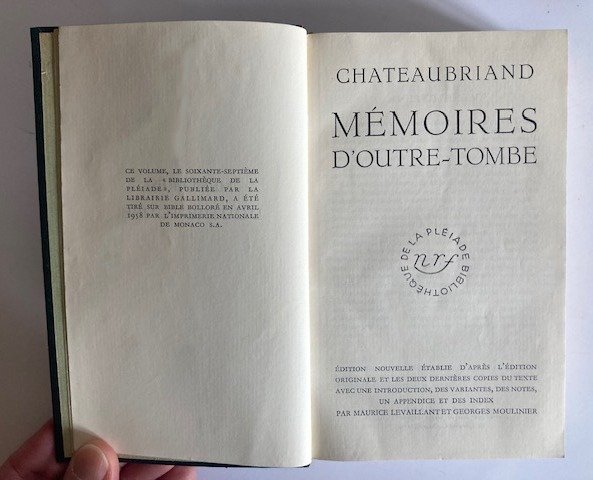 CE VOLUME, LE SOIXANTE-SEPTIÈME
DE LA « BIBLIOTHÈQUE DE LA
PLÉIADE », PUBLIÉE PAR LA
LIBRAIRIE GALLIMARD, A ÉTÉ
TIRÉ SUR BIBLE BOLLORÉ EN AVRIL
1958 PAR L'IMPRIMERIE NATIONALE
DE MONACO S.A.
CHATEAUBRIAND
MÉMOIRES
D'OUTRE-TOMBE
BIBLIOTHÈQUE DE LA PLÉIADE
nrf
ÉDITION NOUVELLE ÉTABLIE D'APRÈS L'ÉDITION
ORIGINALE ET LES DEUX DERNIÈRES COPIES DU TEXTE
AVEC UNE INTRODUCTION, DES VARIANTES, DES NOTES,
UN APPENDICE ET DES INDEX
PAR MAURICE LEVAILLANT ET GEORGES MOULINIER